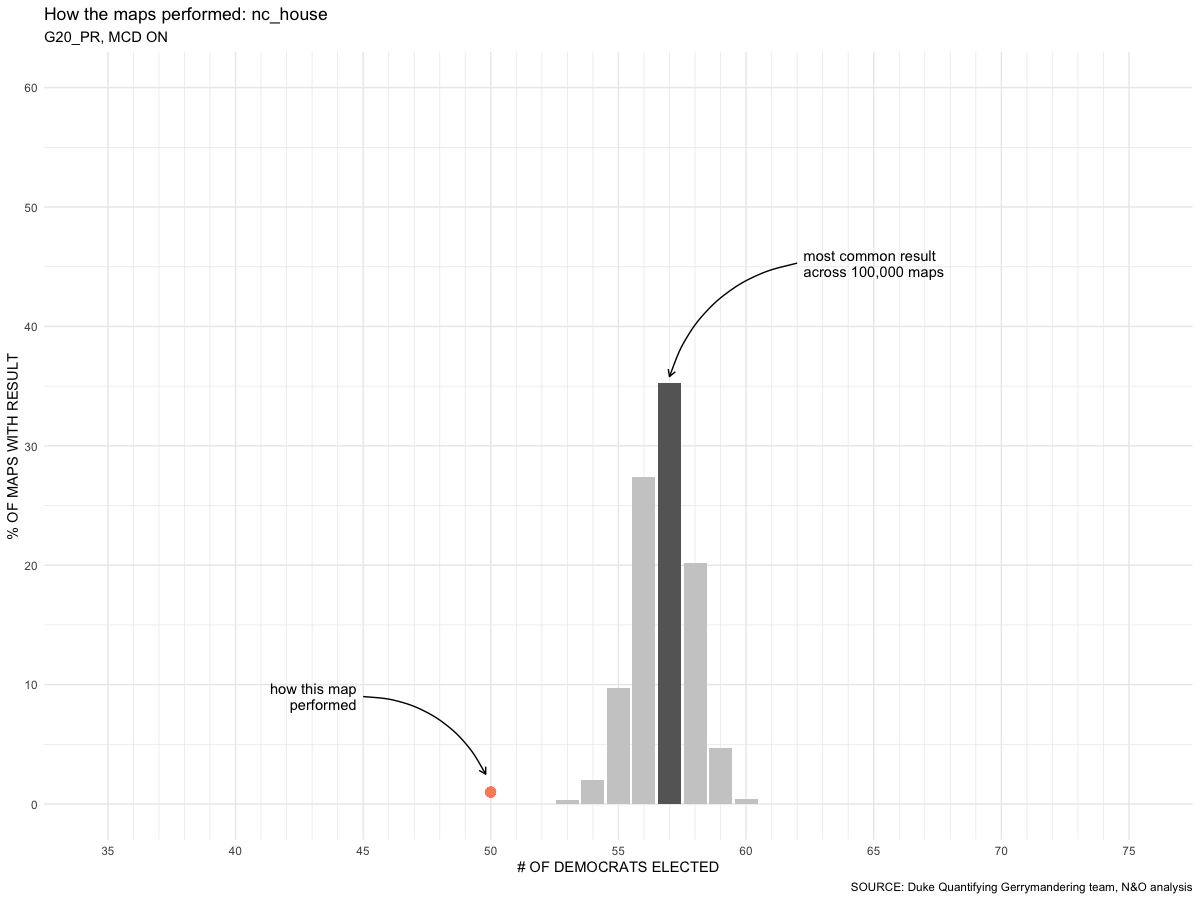 How the maps performed: nc_house
G20_PR, MCD ON
60
50
40
30
20
10
0
% OF MAPS WITH RESULT
most common result
across 100,000 maps
how this map
performed
35 40 45 50 55 60 65 70 75
# OF DEMOCRATS ELECTED
SOURCE: Duke Quantifying Gerrymandering team, N&O analysis